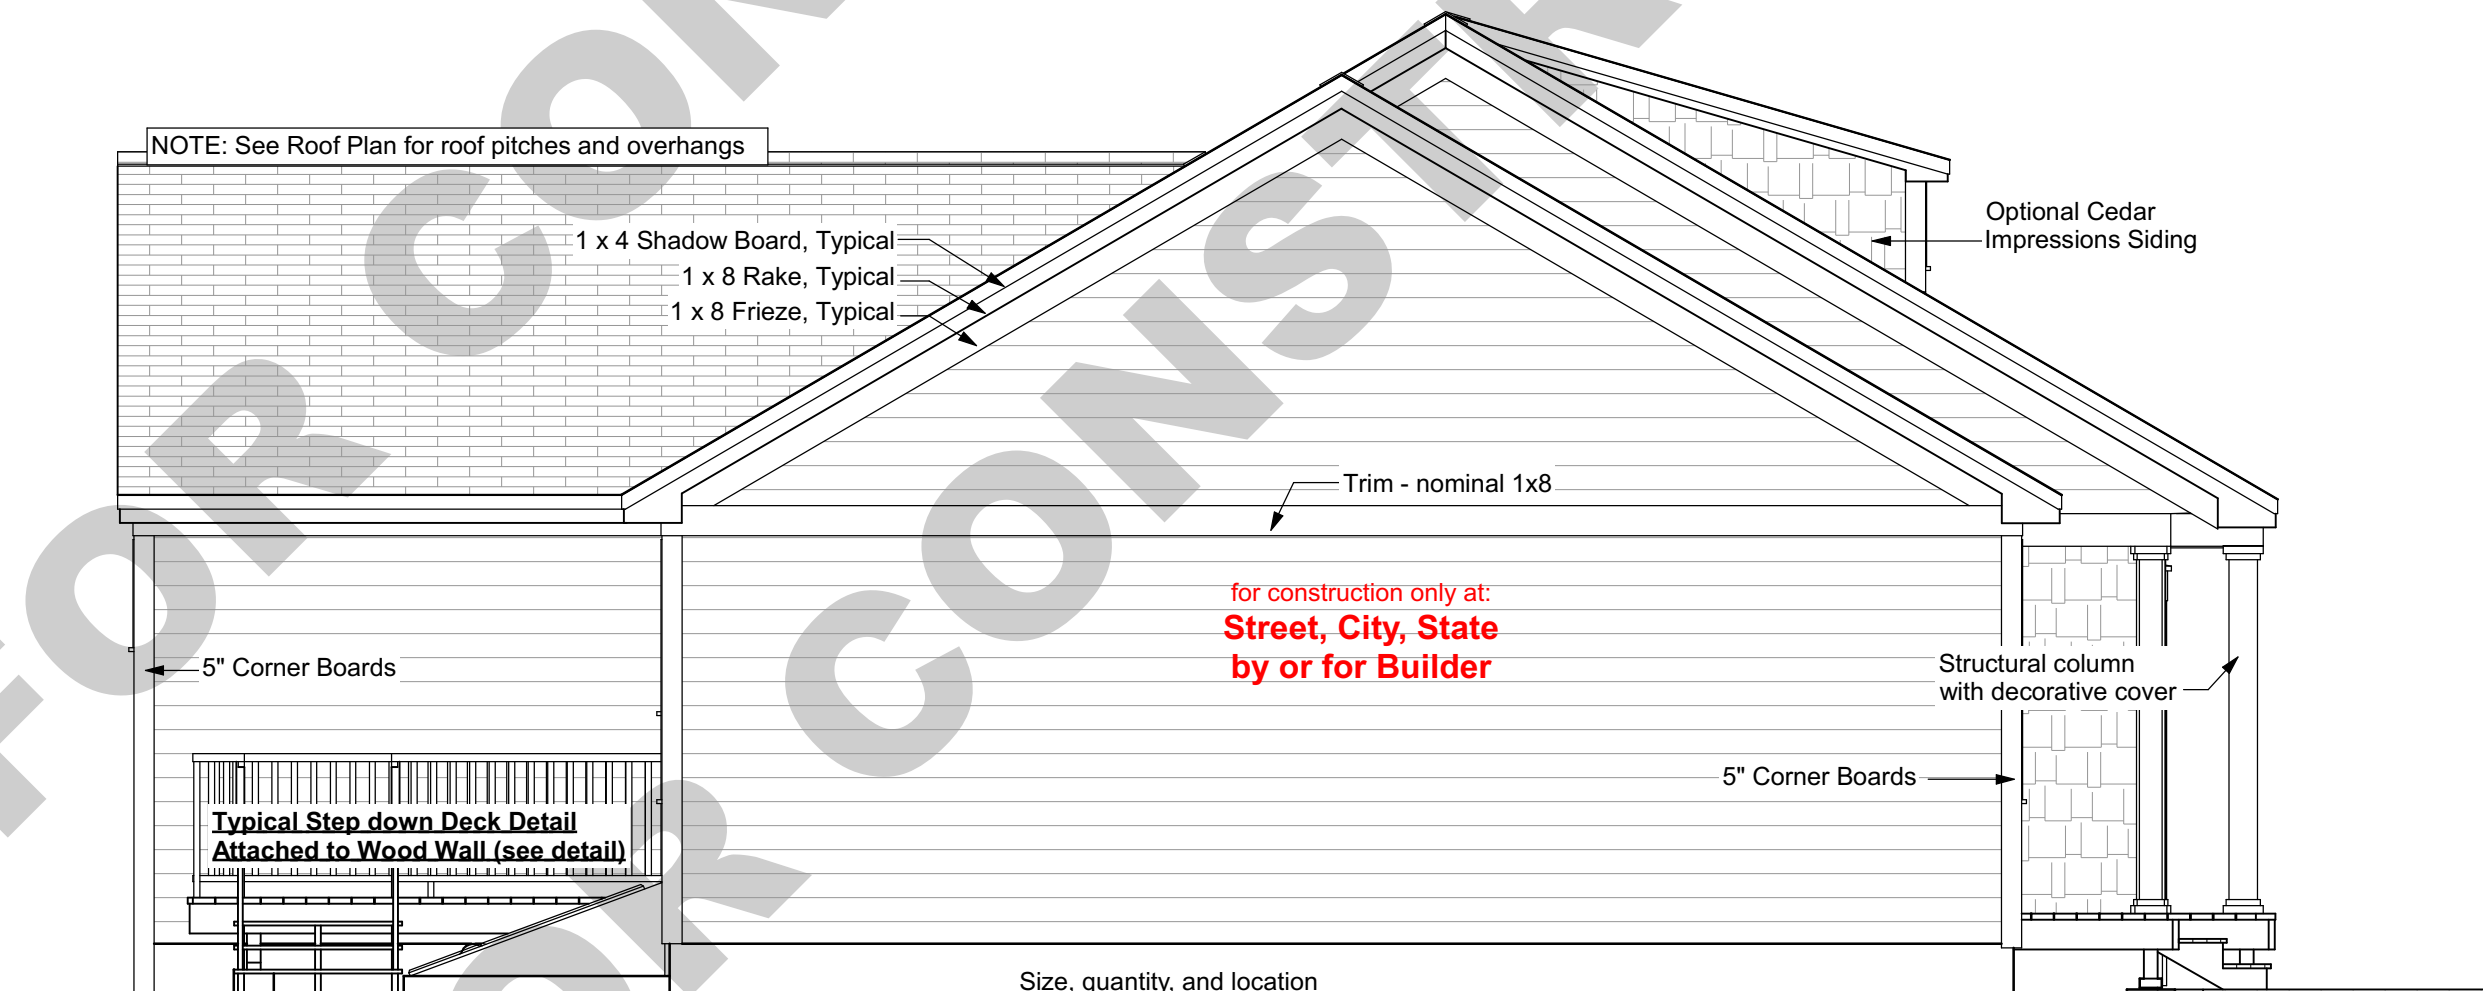 NOTE: See Roof Plan for roof pitches and overhangs
Optional Cedar
Impressions Siding
1 x 4 Shadow Board, Typical
1 x 8 Rake, Typical
1 x 8 Frieze, Typical
Trim - nominal 1x8
for construction only at:
Street, City, State
by or for Builder
5" Corner Boards
Structural column
with decorative cover
5" Corner Boards
Typical Step down Deck Detail
Attached to Wood Wall (see detail)
Size, quantity, and location
FOR CON
OR CONSTR